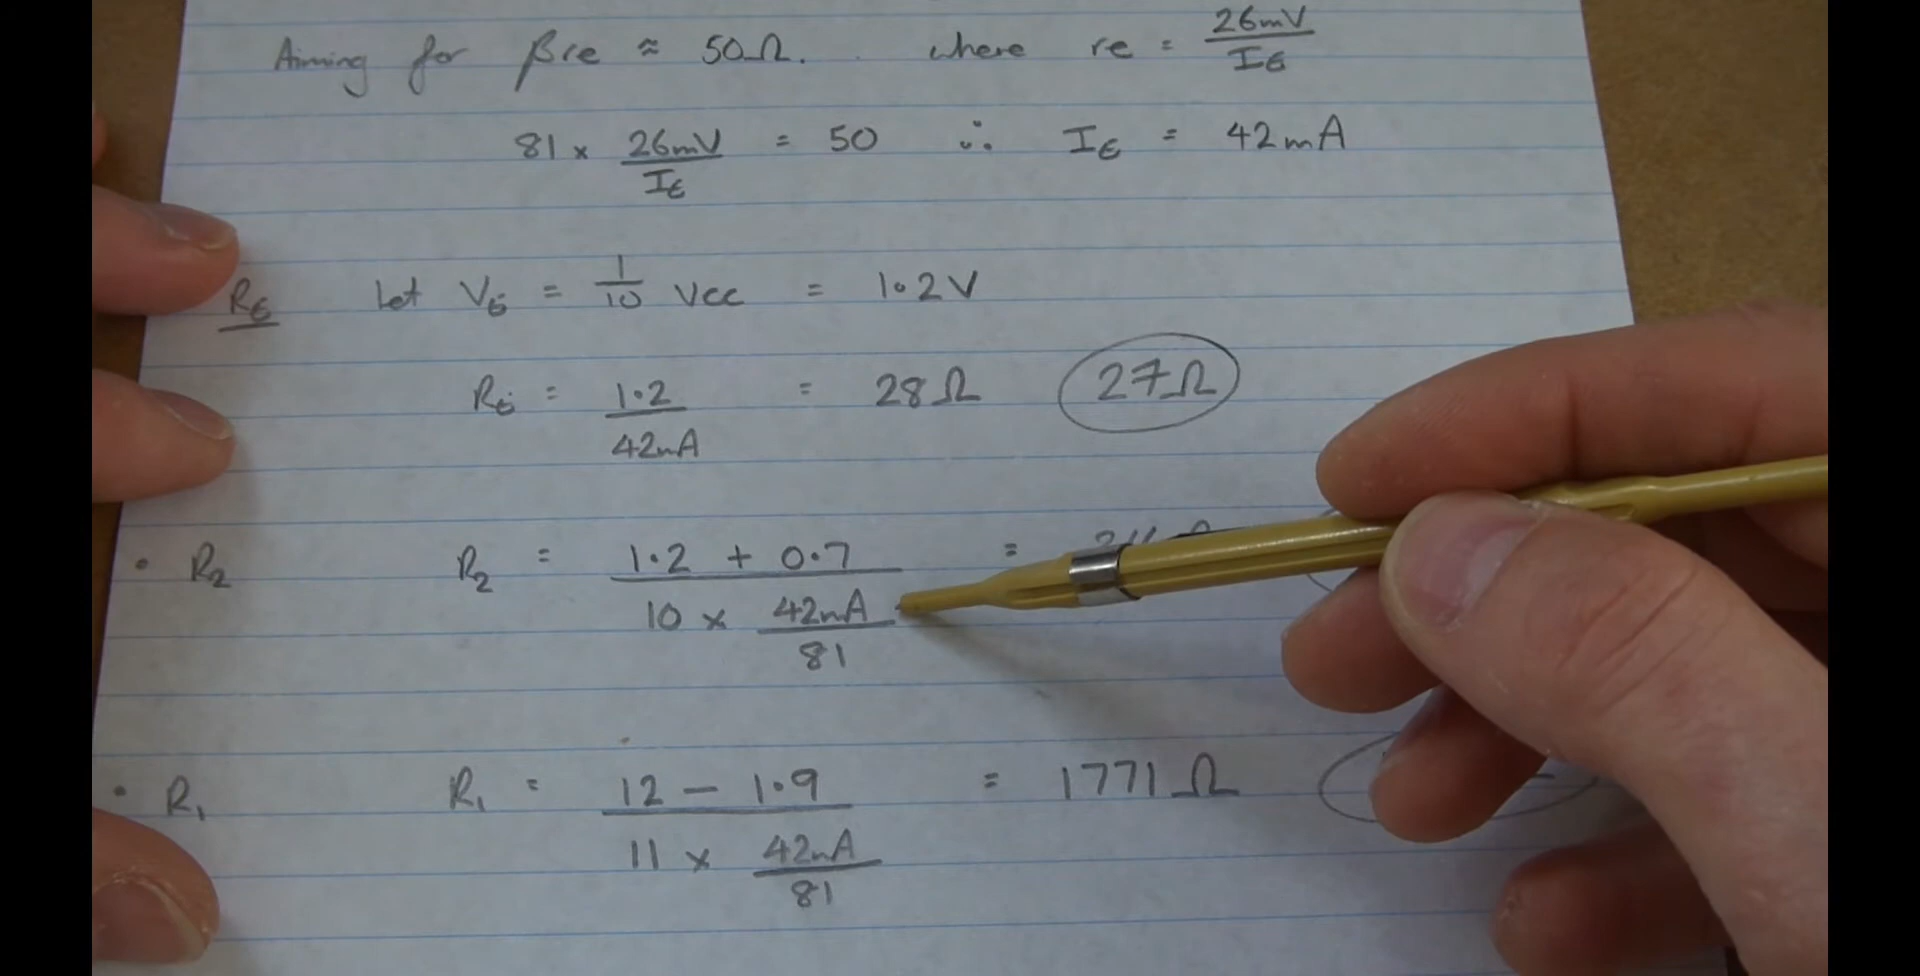 Aiming for βre ≈ 50Ω. where re = 26mV / IE
81 × 26mV / IE = 50 ∴ IE = 42mA
RE Let VE = 1/10 Vcc = 1.2V
RE = 1.2 / 42mA = 28Ω 27Ω
• R2 R2 = 1.2 + 0.7 / 10 × 42mA / 81 =
• R1 R1 = 12 − 1.9 / 11 × 42mA / 81 = 1771Ω